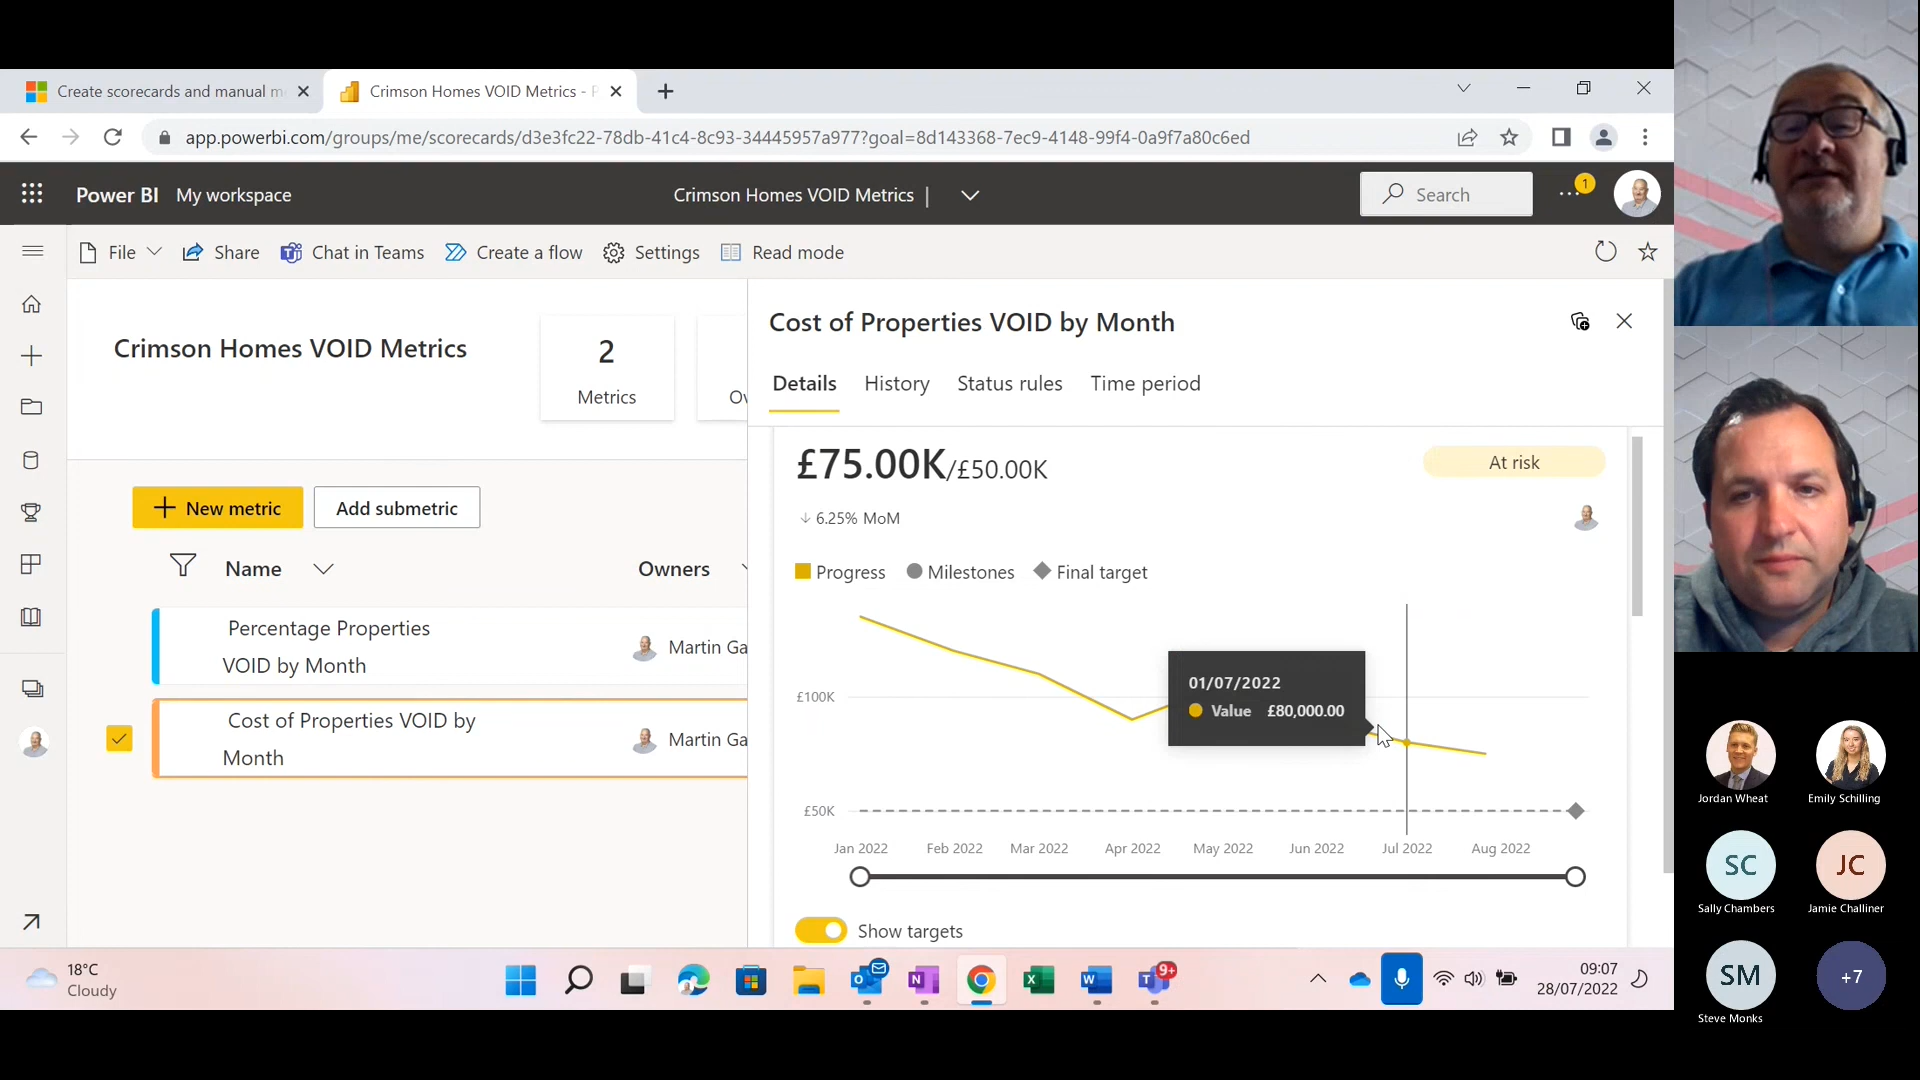 Create scorecards and manual m
Crimson Homes VOID Metrics - P
app.powerbi.com/groups/me/scorecards/d3e3fc22-78db-41c4-8c93-34445957a977?goal=8d143368-7ec9-4148-99f4-0a9f7a80c6ed
Power BI My workspace
Crimson Homes VOID Metrics |
Search
1
File Share Chat in Teams Create a flow Settings Read mode
Crimson Homes VOID Metrics
2
Metrics
Ov
New metric
Add submetric
Name
Owners
Percentage Properties
VOID by Month
Martin Ga
Cost of Properties VOID by
Month
Martin Ga
Cost of Properties VOID by Month
Details History Status rules Time period
£75.00K/£50.00K
At risk
6.25% MoM
Progress Milestones Final target
01/07/2022
Value £80,000.00
£100K
£50K
Jan 2022 Feb 2022 Mar 2022 Apr 2022 May 2022 Jun 2022 Jul 2022 Aug 2022
Show targets
18°C
Cloudy
9+
09:07
28/07/2022
Jordan Wheat
Emily Schilling
SC
Sally Chambers
JC
Jamie Challiner
SM
Steve Monks
+7